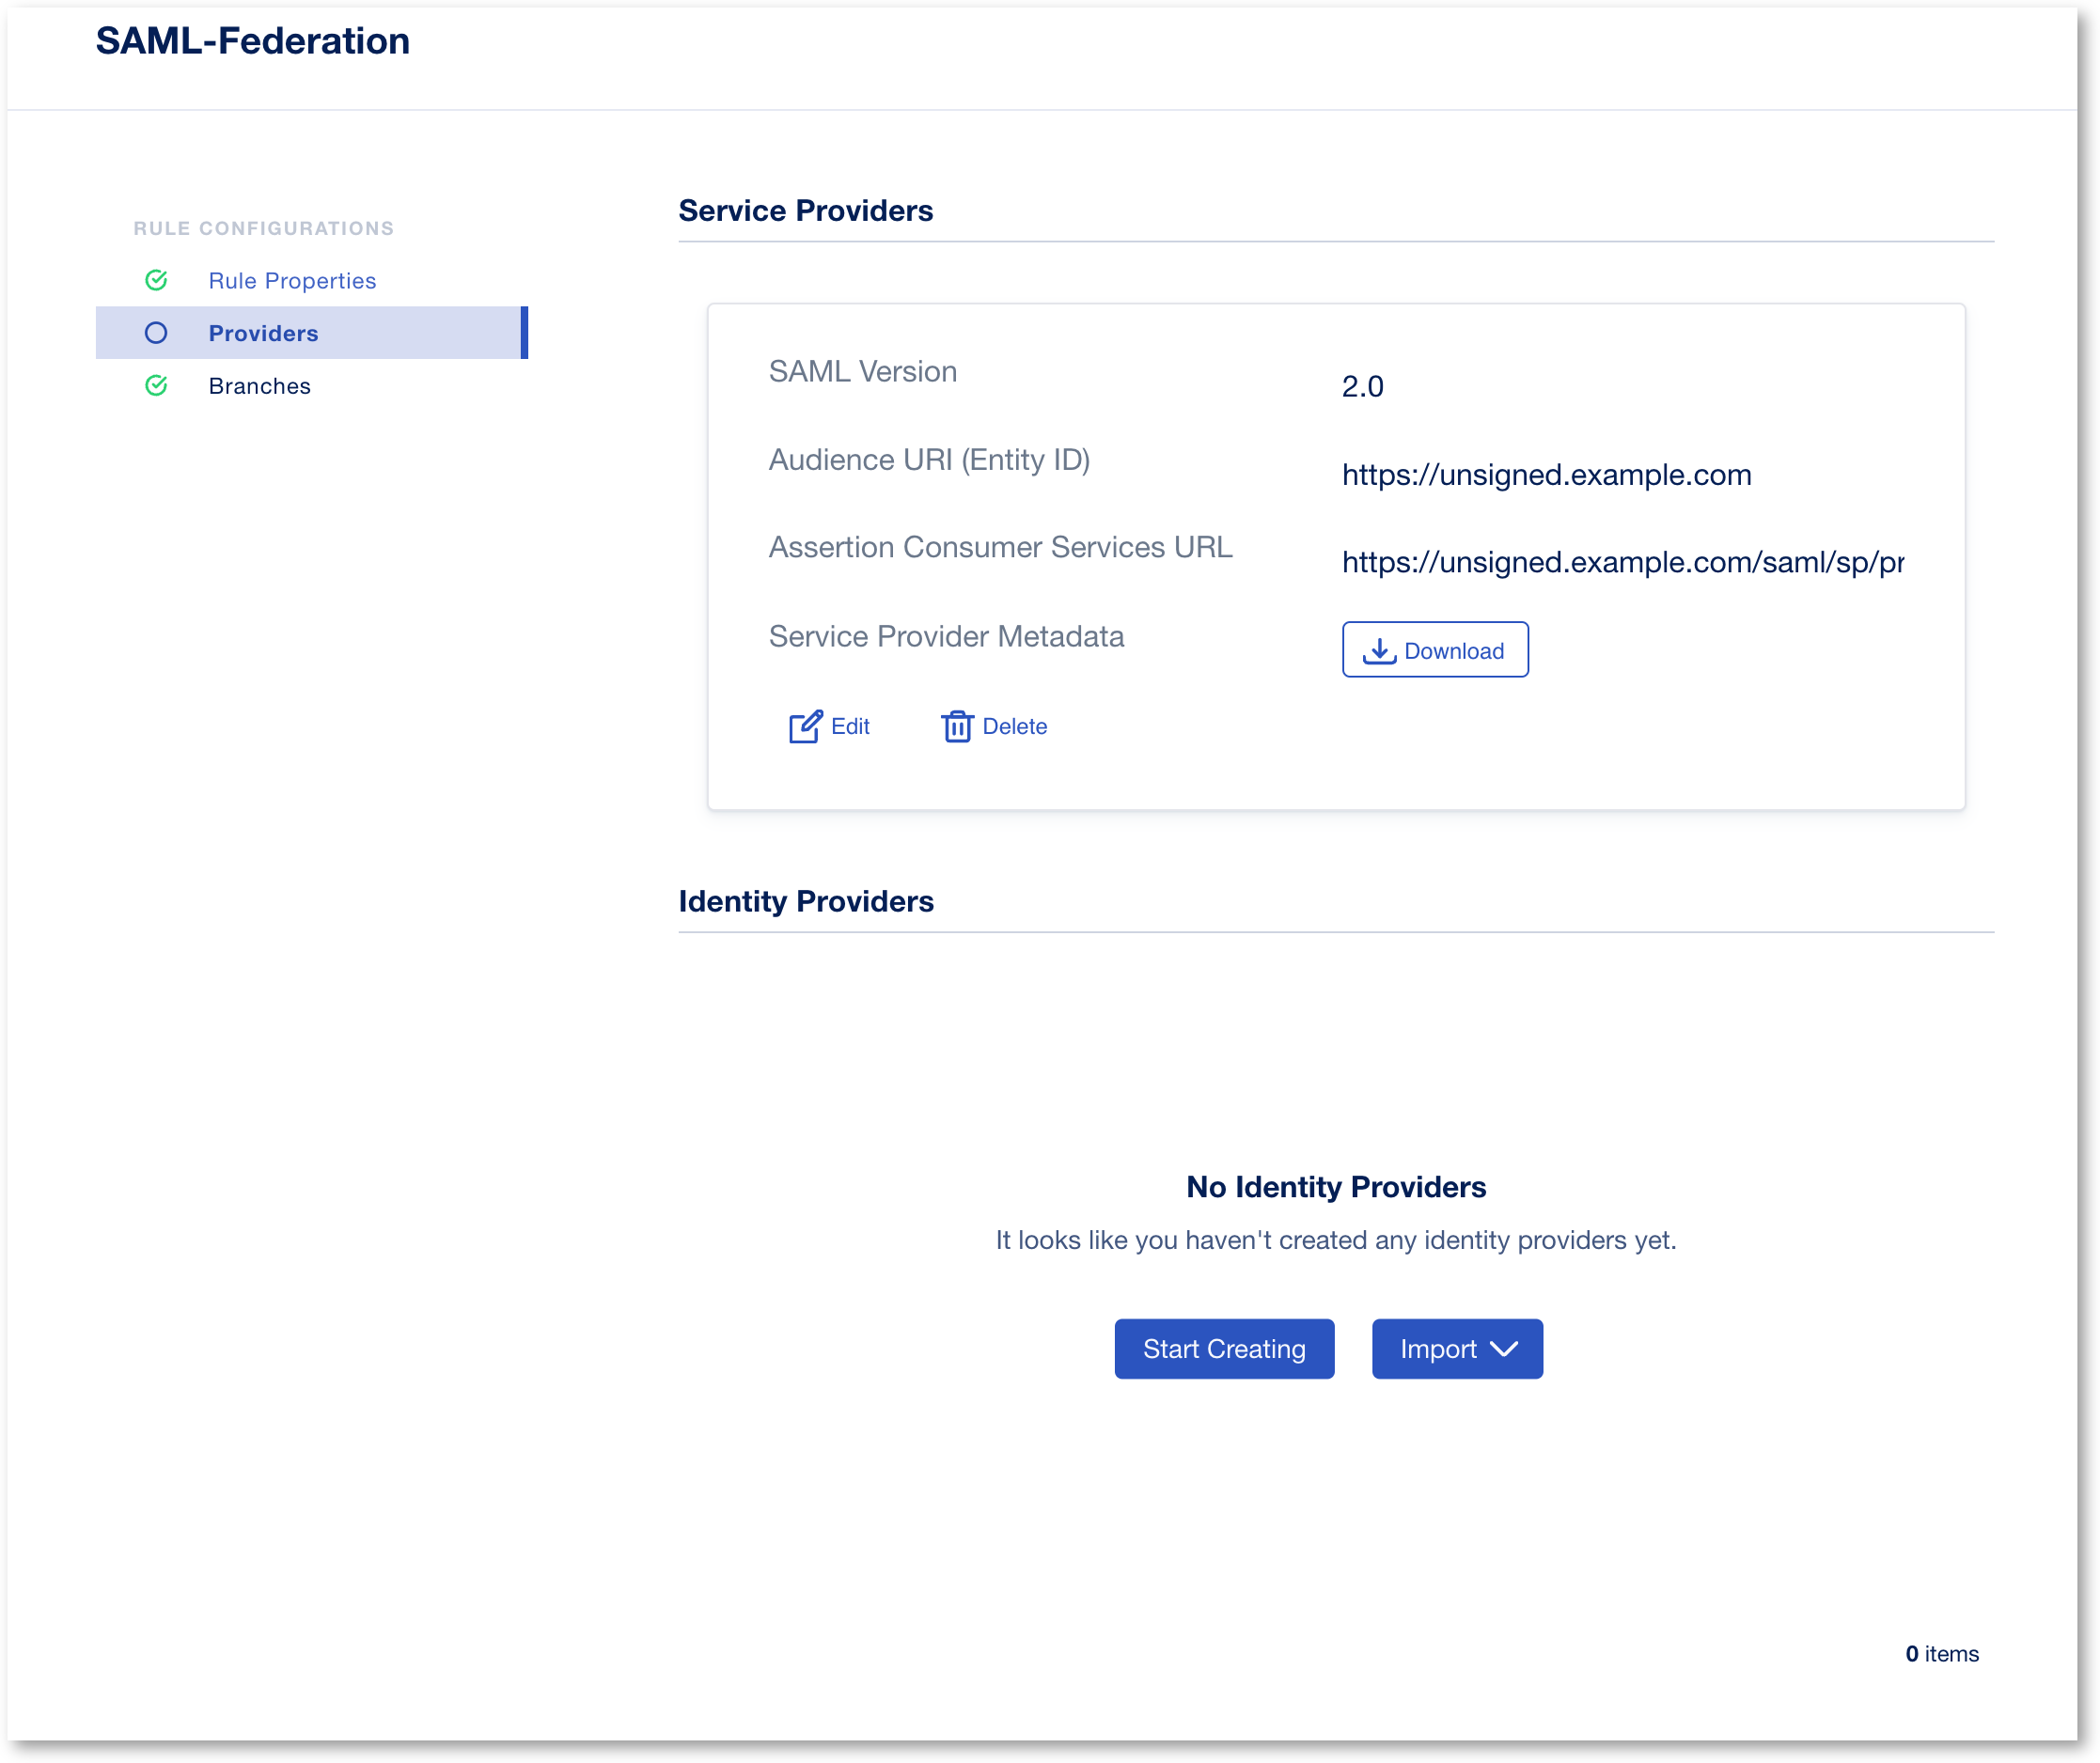 SAML-Federation
RULE CONFIGURATIONS
Rule Properties
Providers
Branches
Service Providers
SAML Version
2.0
Audience URI (Entity ID)
https://unsigned.example.com
Assertion Consumer Services URL
https://unsigned.example.com/saml/sp/pr
Service Provider Metadata
Download
Edit
Delete
Identity Providers
No Identity Providers
It looks like you haven't created any identity providers yet.
Start Creating
Import
0 items